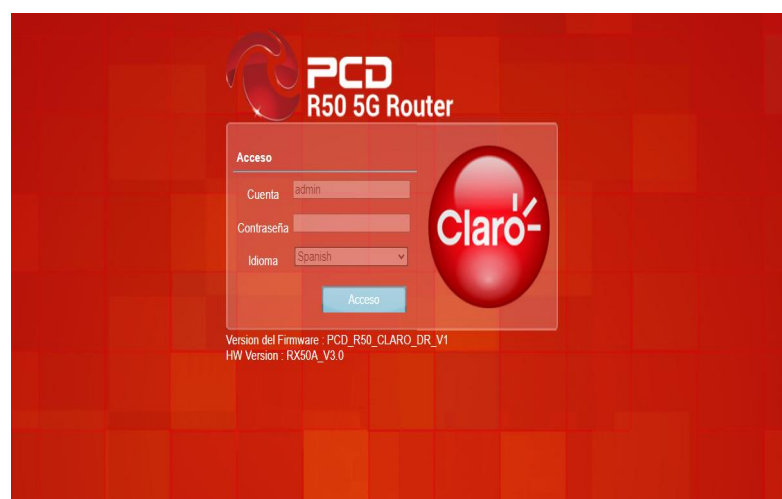 PCD
R50 5G Router
Acceso
Cuenta admin
Contraseña
Idioma Spanish
Acceso
Claro
Version del Firmware : PCD_R50_CLARO_DR_V1
HW Version : RX50A_V3.0